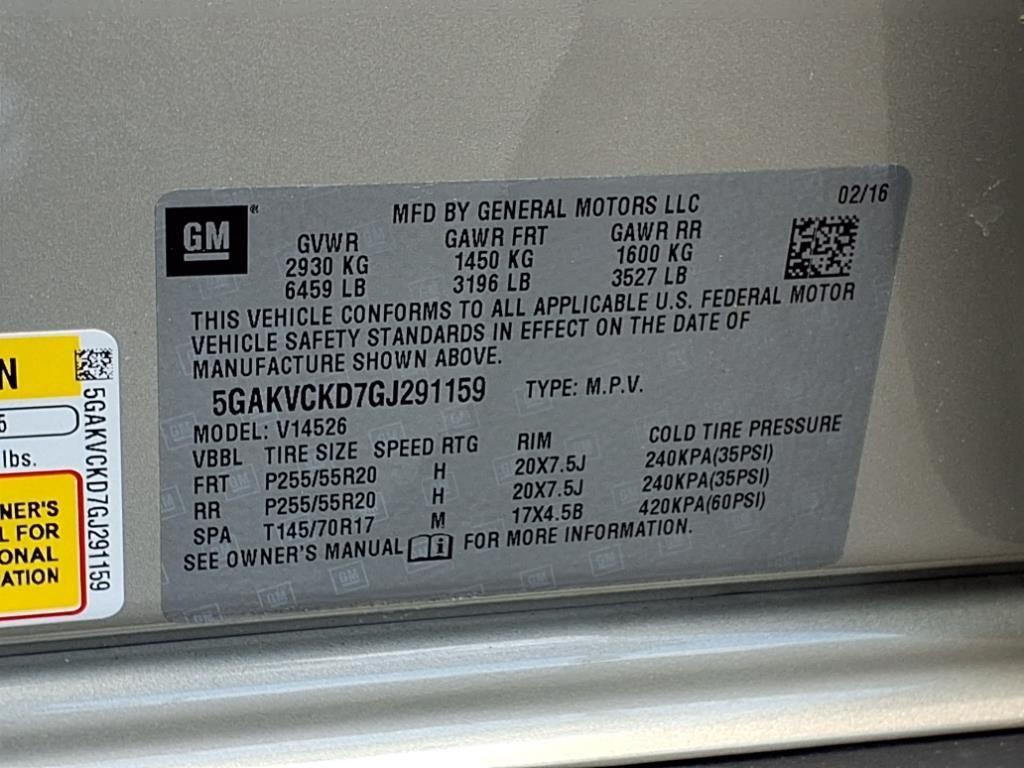 MFD BY GENERAL MOTORS LLC 02/16
GM ®
GVWR GAWR FRT GAWR RR
2930 KG 1450 KG 1600 KG
6459 LB 3196 LB 3527 LB
THIS VEHICLE CONFORMS TO ALL APPLICABLE U.S. FEDERAL MOTOR
VEHICLE SAFETY STANDARDS IN EFFECT ON THE DATE OF
MANUFACTURE SHOWN ABOVE.
5GAKVCKD7GJ291159 TYPE: M.P.V.
MODEL: V14526
VBBL TIRE SIZE SPEED RTG RIM COLD TIRE PRESSURE
FRT P255/55R20 H 20X7.5J 240KPA(35PSI)
RR P255/55R20 H 20X7.5J 240KPA(35PSI)
SPA T145/70R17 M 17X4.5B 420KPA(60PSI)
SEE OWNER'S MANUAL FOR MORE INFORMATION.
N
5
lbs.
NER'S
L FOR
ONAL
ATION
5GAKVCKD7GJ291159